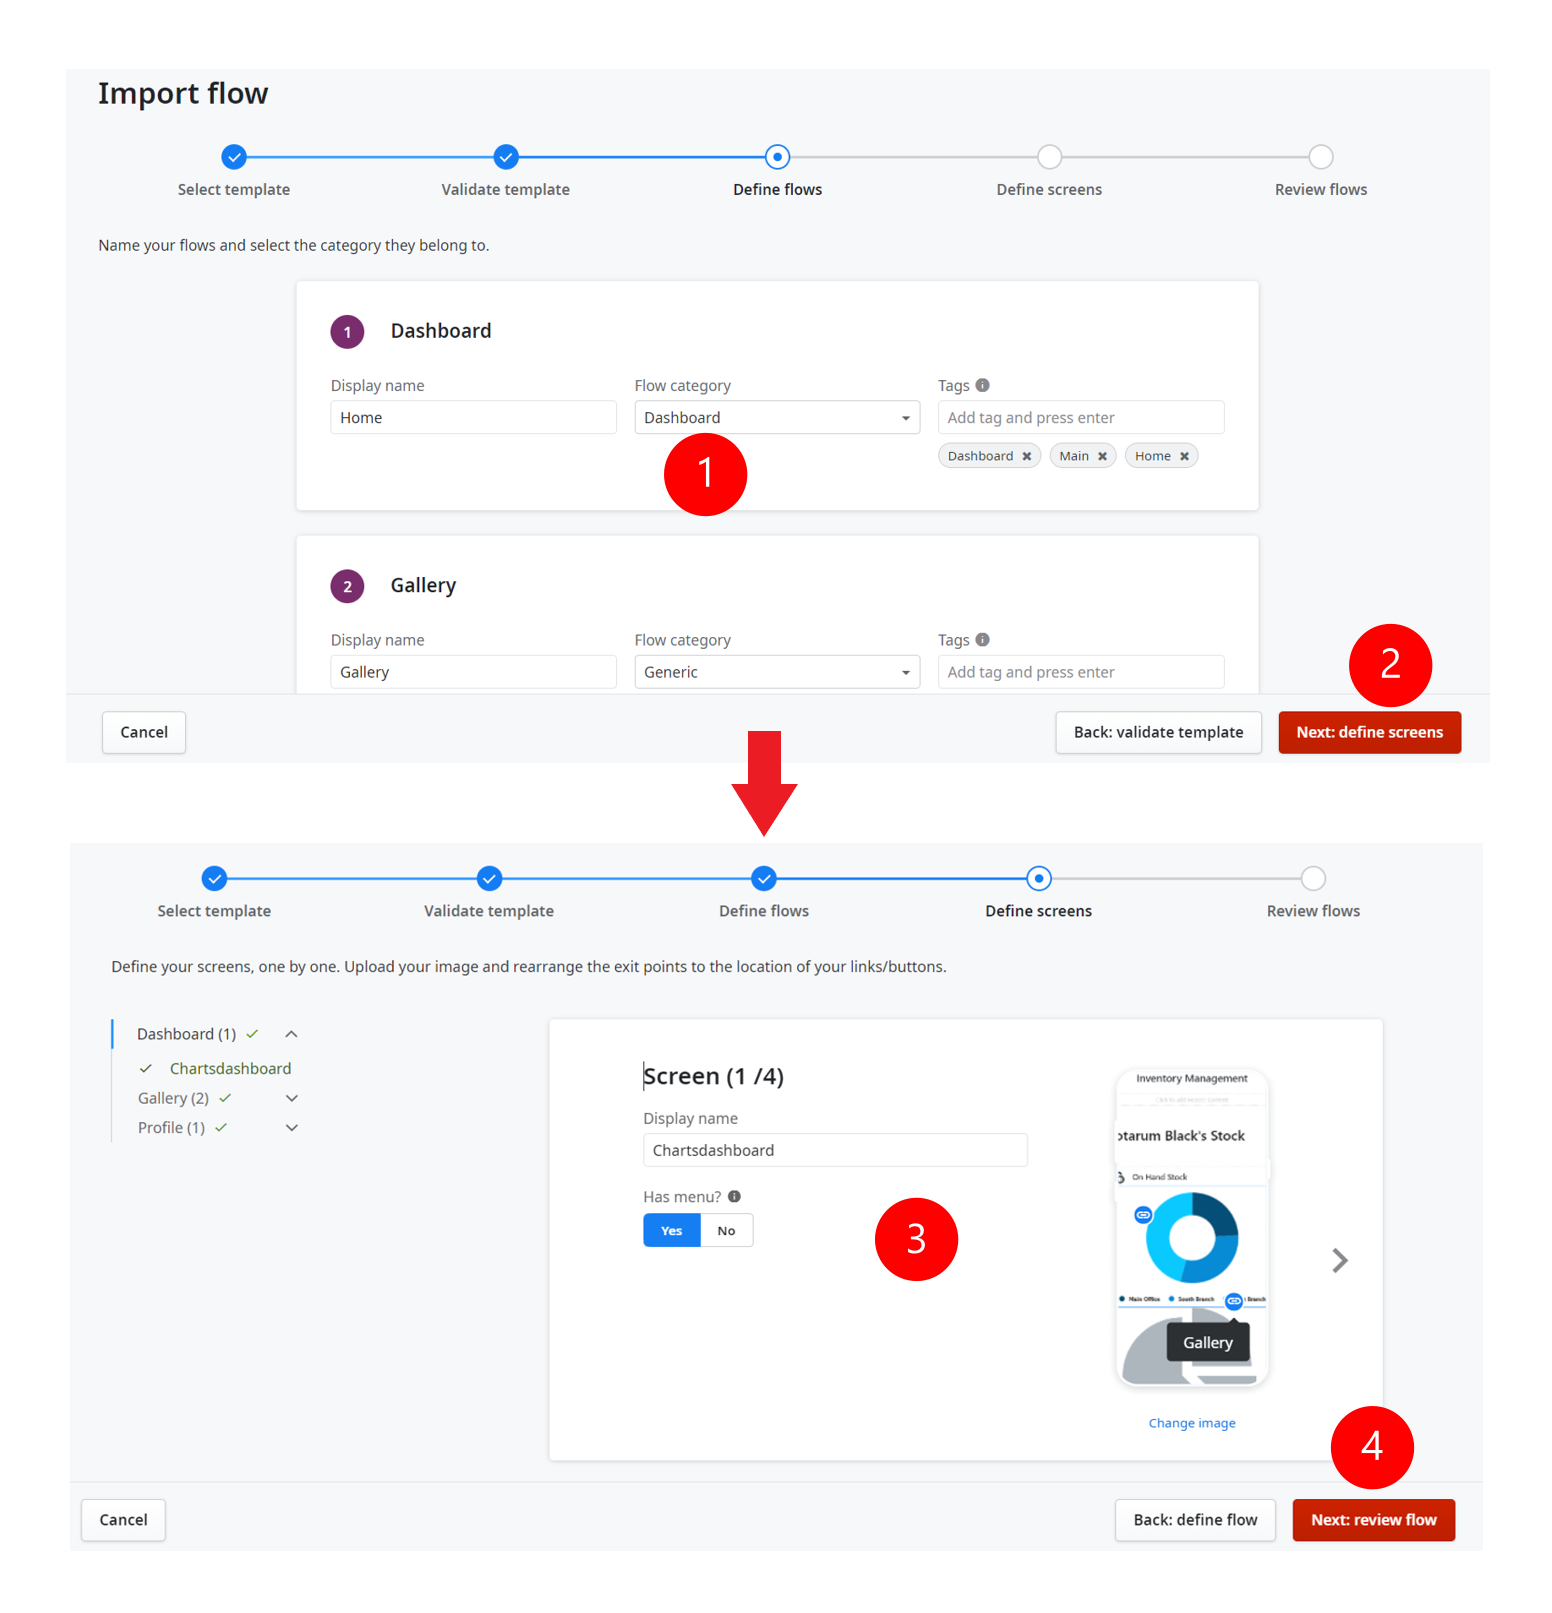 Import flow
Select template
Validate template
Define flows
Define screens
Review flows
Name your flows and select the category they belong to.
1 Dashboard
Display name Flow category Tags
Home Dashboard Add tag and press enter
Dashboard Main Home
1
2 Gallery
Display name Flow category Tags
Gallery Generic Add tag and press enter
2
Cancel Back: validate template Next: define screens
Select template
Validate template
Define flows
Define screens
Review flows
Define your screens, one by one. Upload your image and rearrange the exit points to the location of your links/buttons.
Dashboard (1)
Chartsdashboard
Gallery (2)
Profile (1)
Screen (1 /4)
Display name
Chartsdashboard
Has menu?
Yes No
3
Inventory Management
Click to add Header Content
otarum Black's Stock
On Hand Stock
Main Office South Branch Branch
Gallery
Change image
4
Cancel Back: define flow Next: review flow